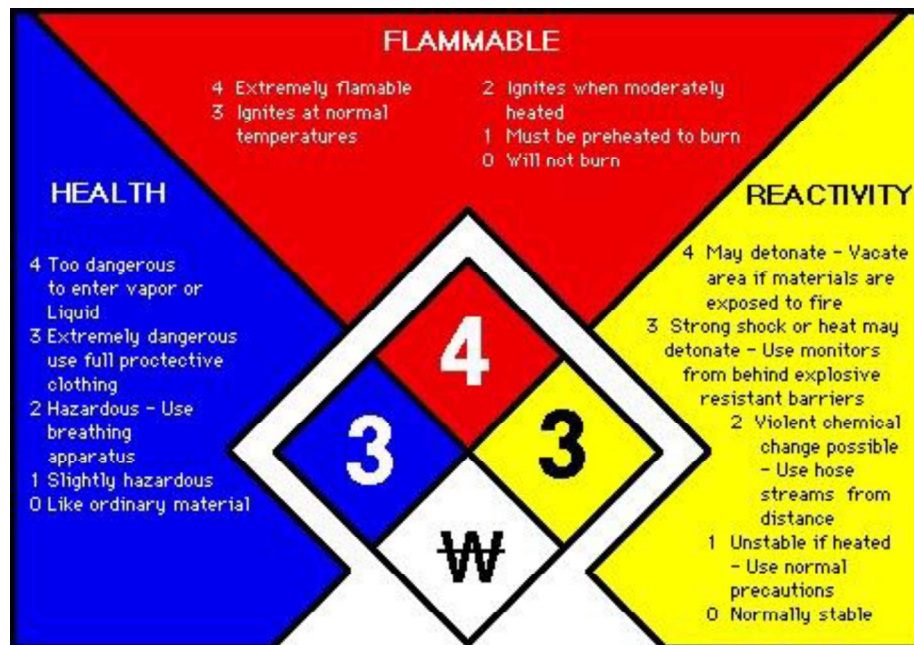 FLAMMABLE
4 Extremely flamable
3 Ignites at normal
temperatures
2 Ignites when moderately
heated
1 Must be preheated to burn
0 Will not burn
HEALTH
4 Too dangerous
to enter vapor or
Liquid
3 Extremely dangerous
use full proctective
clothing
2 Hazardous - Use
breathing
apparatus
1 Slightly hazardous
0 Like ordinary material
REACTIVITY
4 May detonate - Vacate
area if materials are
exposed to fire
3 Strong shock or heat may
detonate - Use monitors
from behind explosive
resistant barriers
2 Violent chemical
change possible
- Use hose
streams from
distance
1 Unstable if heated
- Use normal
precautions
0 Normally stable
4
3
3
W